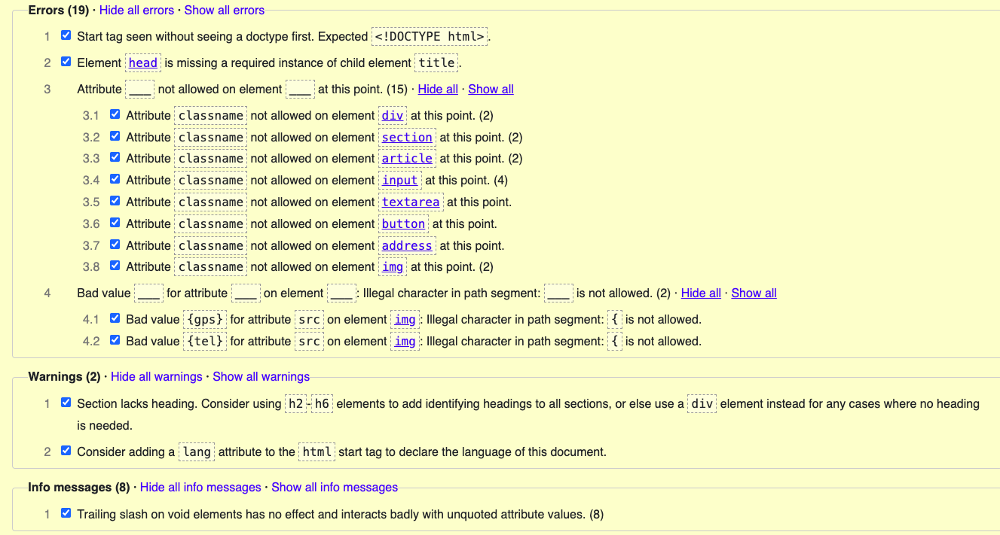 Errors (19) · Hide all errors · Show all errors
1 Start tag seen without seeing a doctype first. Expected <!DOCTYPE html>.
2 Element head is missing a required instance of child element title.
3 Attribute ___ not allowed on element ___ at this point. (15) · Hide all · Show all
3.1 Attribute classname not allowed on element div at this point. (2)
3.2 Attribute classname not allowed on element section at this point. (2)
3.3 Attribute classname not allowed on element article at this point. (2)
3.4 Attribute classname not allowed on element input at this point. (4)
3.5 Attribute classname not allowed on element textarea at this point.
3.6 Attribute classname not allowed on element button at this point.
3.7 Attribute classname not allowed on element address at this point.
3.8 Attribute classname not allowed on element img at this point. (2)
4 Bad value ___ for attribute ___ on element ___: Illegal character in path segment: ___ is not allowed. (2) · Hide all · Show all
4.1 Bad value {gps} for attribute src on element img: Illegal character in path segment: { is not allowed.
4.2 Bad value {tel} for attribute src on element img: Illegal character in path segment: { is not allowed.
Warnings (2) · Hide all warnings · Show all warnings
1 Section lacks heading. Consider using h2-h6 elements to add identifying headings to all sections, or else use a div element instead for any cases where no heading
is needed.
2 Consider adding a lang attribute to the html start tag to declare the language of this document.
Info messages (8) · Hide all info messages · Show all info messages
1 Trailing slash on void elements has no effect and interacts badly with unquoted attribute values. (8)